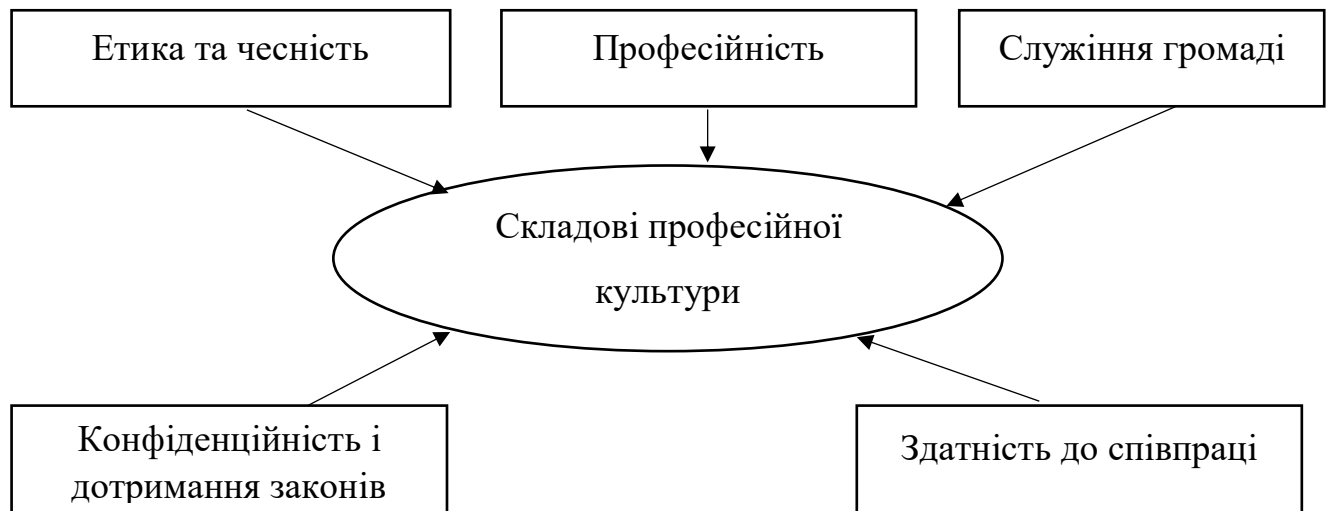 Етика та чесність
Професійність
Служіння громаді
Складові професійної
культури
Конфіденційність і
дотримання законів
Здатність до співпраці